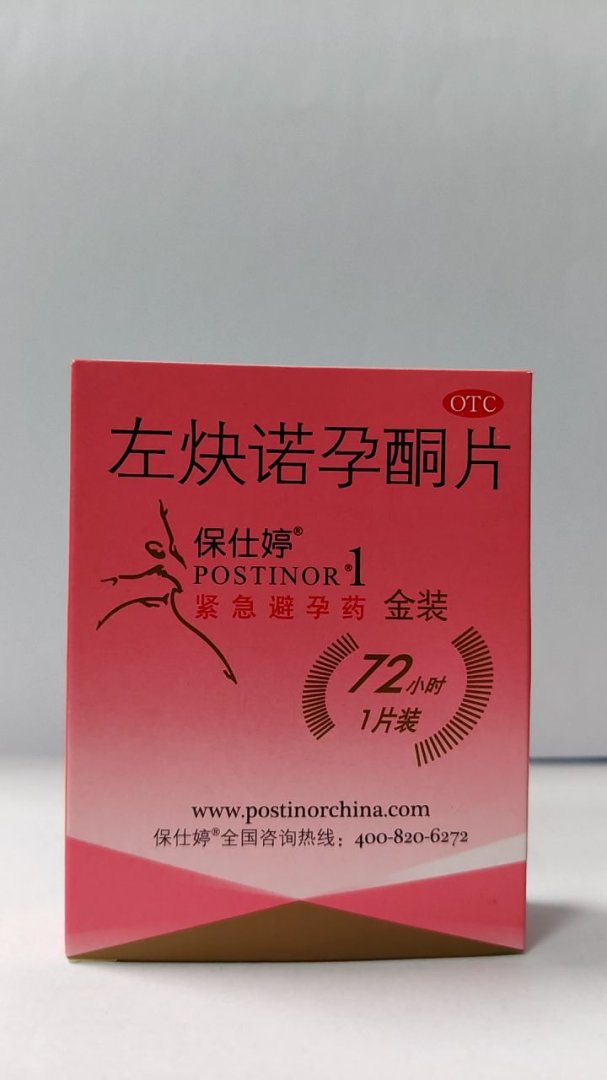 OTC
左炔诺孕酮片
保仕婷®
POSTINOR®1
紧急避孕药 金装
72小时
1片装
www.postinorchina.com
保仕婷®全国咨询热线：400-820-6272